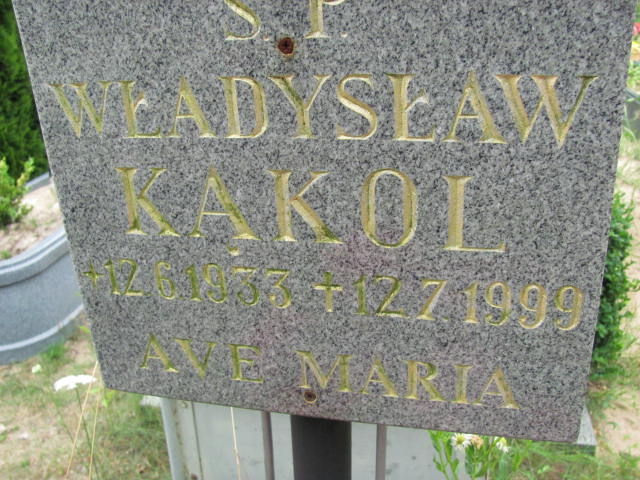 Ś.P.
WŁADYSŁAW
KĄKOL
+12.6.1933 +12.7.1999
AVE MARIA